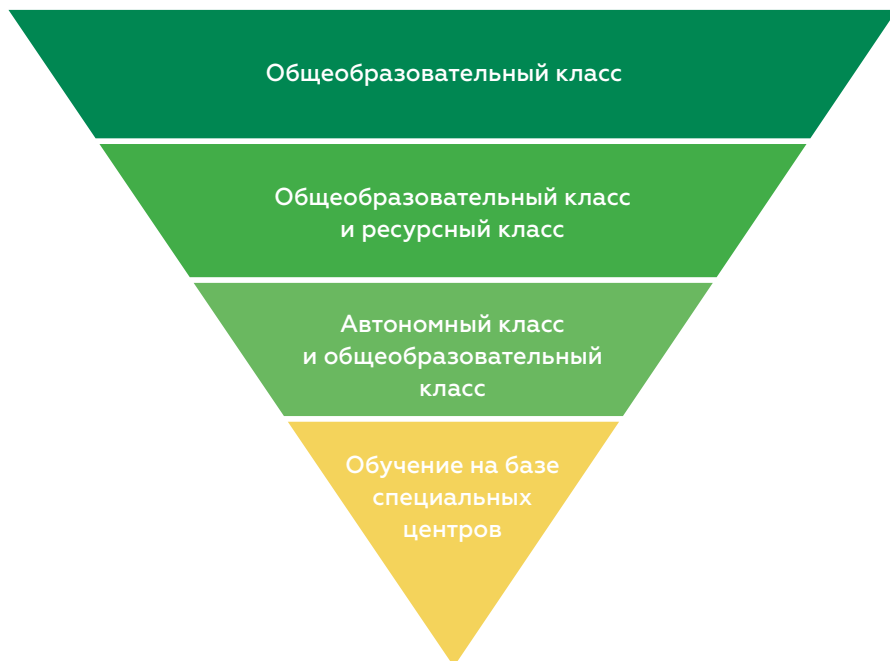 Общеобразовательный класс
Общеобразовательный класс
и ресурсный класс
Автономный класс
и общеобразовательный
класс
Обучение на базе
специальных
центров